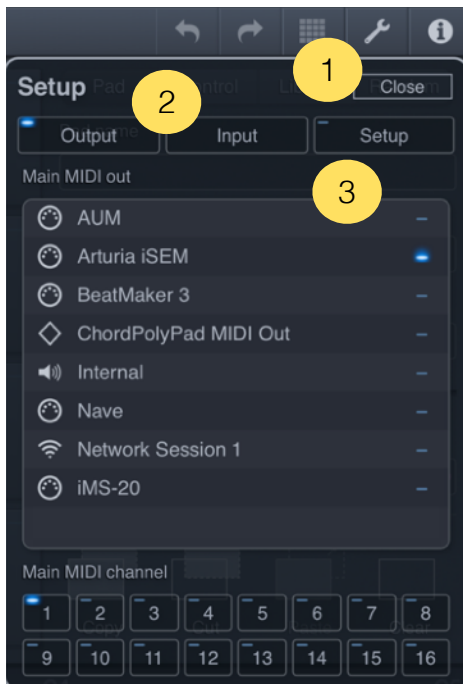 1
Setup
Close
2
Output Input Setup
Main MIDI out
3
AUM
Arturia iSEM
BeatMaker 3
ChordPolyPad MIDI Out
Internal
Nave
Network Session 1
iMS-20
Main MIDI channel
1 2 3 4 5 6 7 8
9 10 11 12 13 14 15 16